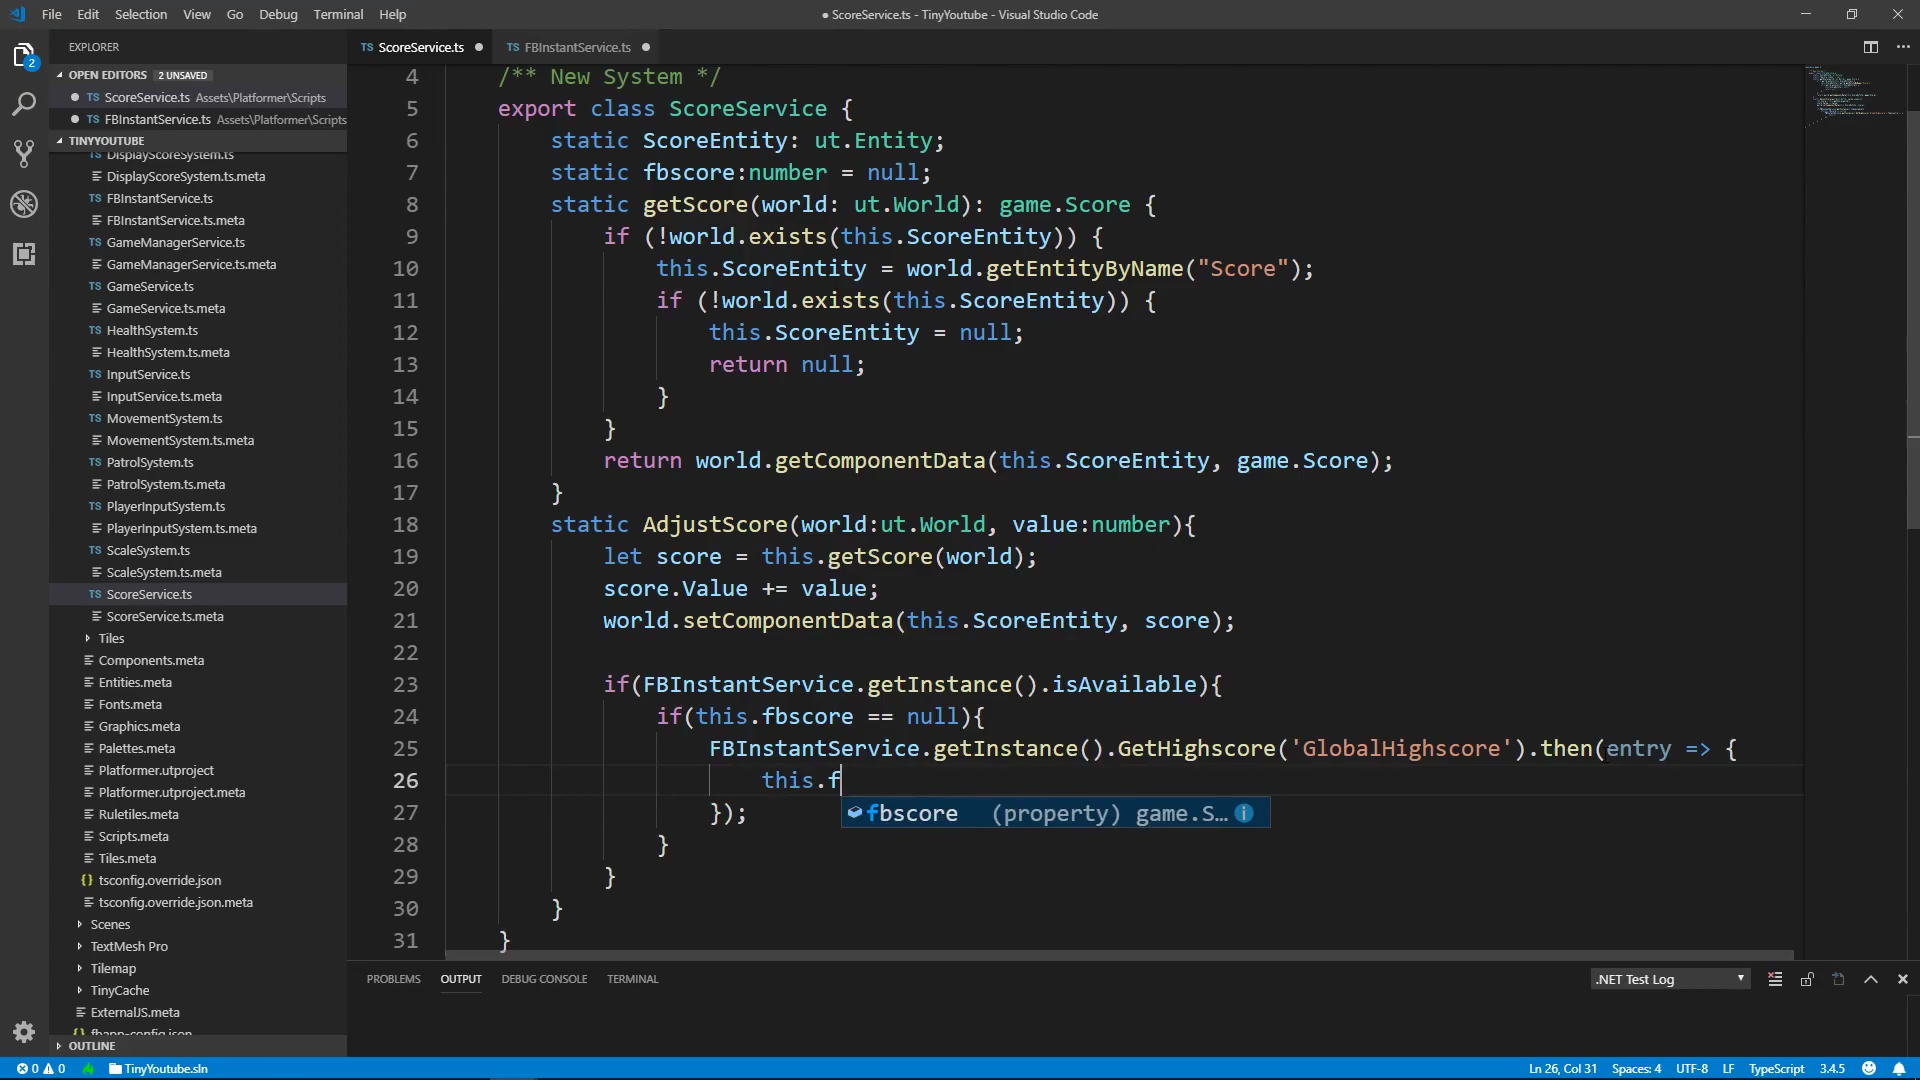 File Edit Selection View Go Debug Terminal Help
● ScoreService.ts - TinyYoutube - Visual Studio Code
EXPLORER
OPEN EDITORS 2 UNSAVED
TS ScoreService.ts Assets\Platformer\Scripts
TS FBInstantService.ts Assets\Platformer\Scripts
TINYYOUTUBE
TS DisplayScoreSystem.ts
DisplayScoreSystem.ts.meta
TS FBInstantService.ts
FBInstantService.ts.meta
TS GameManagerService.ts
GameManagerService.ts.meta
TS GameService.ts
GameService.ts.meta
TS HealthSystem.ts
HealthSystem.ts.meta
TS InputService.ts
InputService.ts.meta
TS MovementSystem.ts
MovementSystem.ts.meta
TS PatrolSystem.ts
PatrolSystem.ts.meta
TS PlayerInputSystem.ts
PlayerInputSystem.ts.meta
TS ScaleSystem.ts
ScaleSystem.ts.meta
TS ScoreService.ts
ScoreService.ts.meta
Tiles
Components.meta
Entities.meta
Fonts.meta
Graphics.meta
Palettes.meta
Platformer.utproject
Platformer.utproject.meta
Ruletiles.meta
Scripts.meta
Tiles.meta
{} tsconfig.override.json
tsconfig.override.json.meta
Scenes
TextMesh Pro
Tilemap
TinyCache
ExternalJS.meta
{} fbapp-config.json
OUTLINE
2
TS ScoreService.ts
TS FBInstantService.ts
4 /** New System */
5 export class ScoreService {
6 static ScoreEntity: ut.Entity;
7 static fbscore:number = null;
8 static getScore(world: ut.World): game.Score {
9 if (!world.exists(this.ScoreEntity)) {
10 this.ScoreEntity = world.getEntityByName("Score");
11 if (!world.exists(this.ScoreEntity)) {
12 this.ScoreEntity = null;
13 return null;
14 }
15 }
16 return world.getComponentData(this.ScoreEntity, game.Score);
17 }
18 static AdjustScore(world:ut.World, value:number){
19 let score = this.getScore(world);
20 score.Value += value;
21 world.setComponentData(this.ScoreEntity, score);
22
23 if(FBInstantService.getInstance().isAvailable){
24 if(this.fbscore == null){
25 FBInstantService.getInstance().GetHighscore('GlobalHighscore').then(entry => {
26 this.f
fbscore (property) game.S...
27 });
28 }
29 }
30 }
31 }
PROBLEMS OUTPUT DEBUG CONSOLE TERMINAL
.NET Test Log
0 0 TinyYoutube.sln
Ln 26, Col 31 Spaces: 4 UTF-8 LF TypeScript 3.4.5